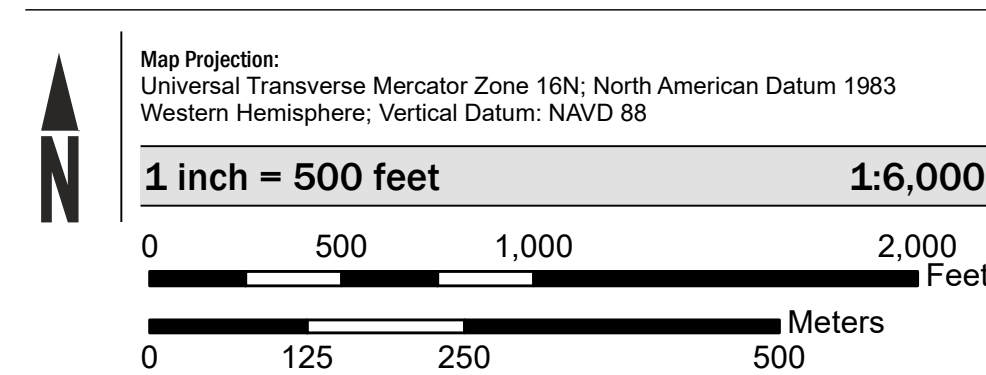 N
Map Projection:
Universal Transverse Mercator Zone 16N; North American Datum 1983
Western Hemisphere; Vertical Datum: NAVD 88
1 inch = 500 feet 1:6,000
0 500 1,000 2,000
Feet
Meters
0 125 250 500